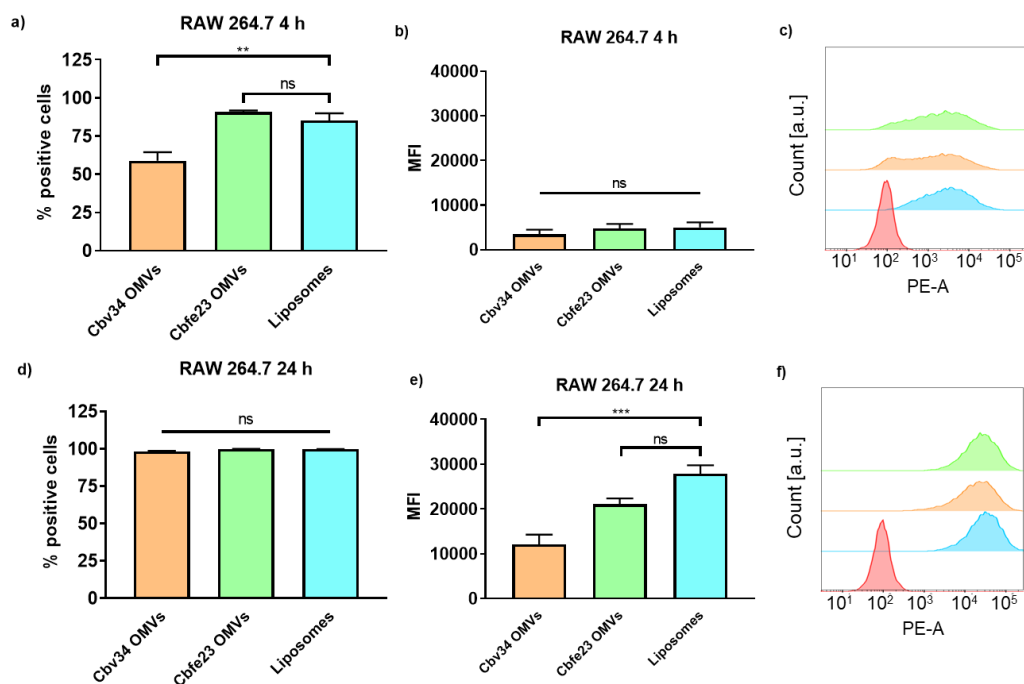 a)
RAW 264.7 4 h
% positive cells
125
100
75
50
25
0
**
ns
Cbv34 OMVs
Cbfe23 OMVs
Liposomes
b)
RAW 264.7 4 h
MFI
40000
30000
20000
10000
0
ns
Cbv34 OMVs
Cbfe23 OMVs
Liposomes
c)
Count [a.u.]
10¹ 10² 10³ 10⁴ 10⁵
PE-A
d)
RAW 264.7 24 h
% positive cells
125
100
75
50
25
0
ns
Cbv34 OMVs
Cbfe23 OMVs
Liposomes
e)
RAW 264.7 24 h
MFI
40000
30000
20000
10000
0
***
ns
Cbv34 OMVs
Cbfe23 OMVs
Liposomes
f)
Count [a.u.]
10¹ 10² 10³ 10⁴ 10⁵
PE-A